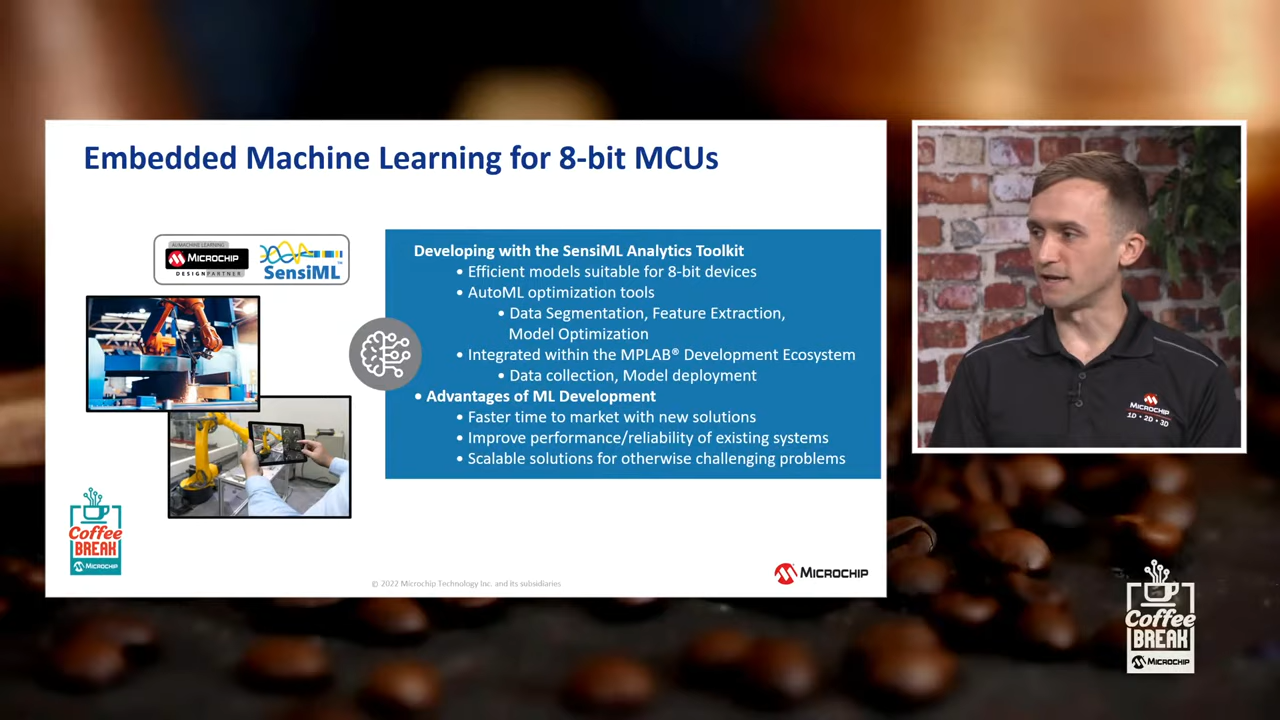 Embedded Machine Learning for 8-bit MCUs
AI/MACHINE LEARNING
MICROCHIP
DESIGN PARTNER
SensiML™
Developing with the SensiML Analytics Toolkit
• Efficient models suitable for 8-bit devices
• AutoML optimization tools
• Data Segmentation, Feature Extraction,
Model Optimization
• Integrated within the MPLAB® Development Ecosystem
• Data collection, Model deployment
• Advantages of ML Development
• Faster time to market with new solutions
• Improve performance/reliability of existing systems
• Scalable solutions for otherwise challenging problems
Coffee
BREAK
MICROCHIP
© 2022 Microchip Technology Inc. and its subsidiaries
MICROCHIP
MICROCHIP
1D • 2D • 3D
Coffee
BREAK
MICROCHIP